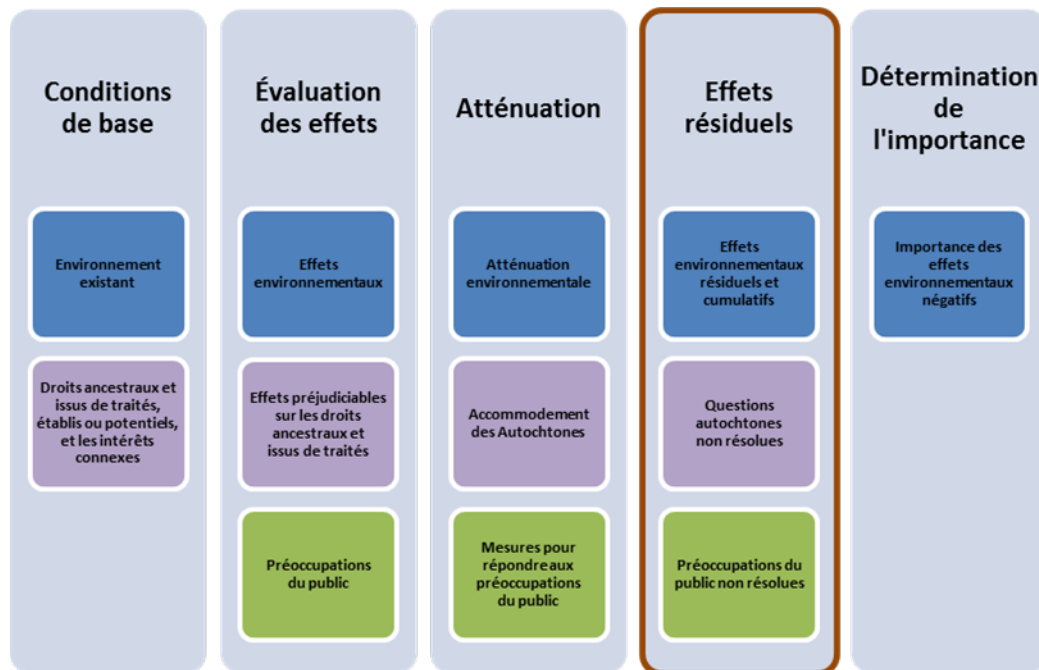 Conditions
de base
Environnement
existant
Droits ancestraux et
issus de traités,
établis ou potentiels,
et les intérêts
connexes
Évaluation
des effets
Effets
environnementaux
Effets préjudiciables
sur les droits
ancestraux et
issus de traités
Préoccupations
du public
Atténuation
Atténuation
environnementale
Accommodement
des Autochtones
Mesures pour
répondre aux
préoccupations
du public
Effets
résiduels
Effets
environnementaux
résiduels et
cumulatifs
Questions
autochtones
non résolues
Préoccupations du
public non résolues
Détermination
de
l'importance
Importance des
effets
environnementaux
négatifs